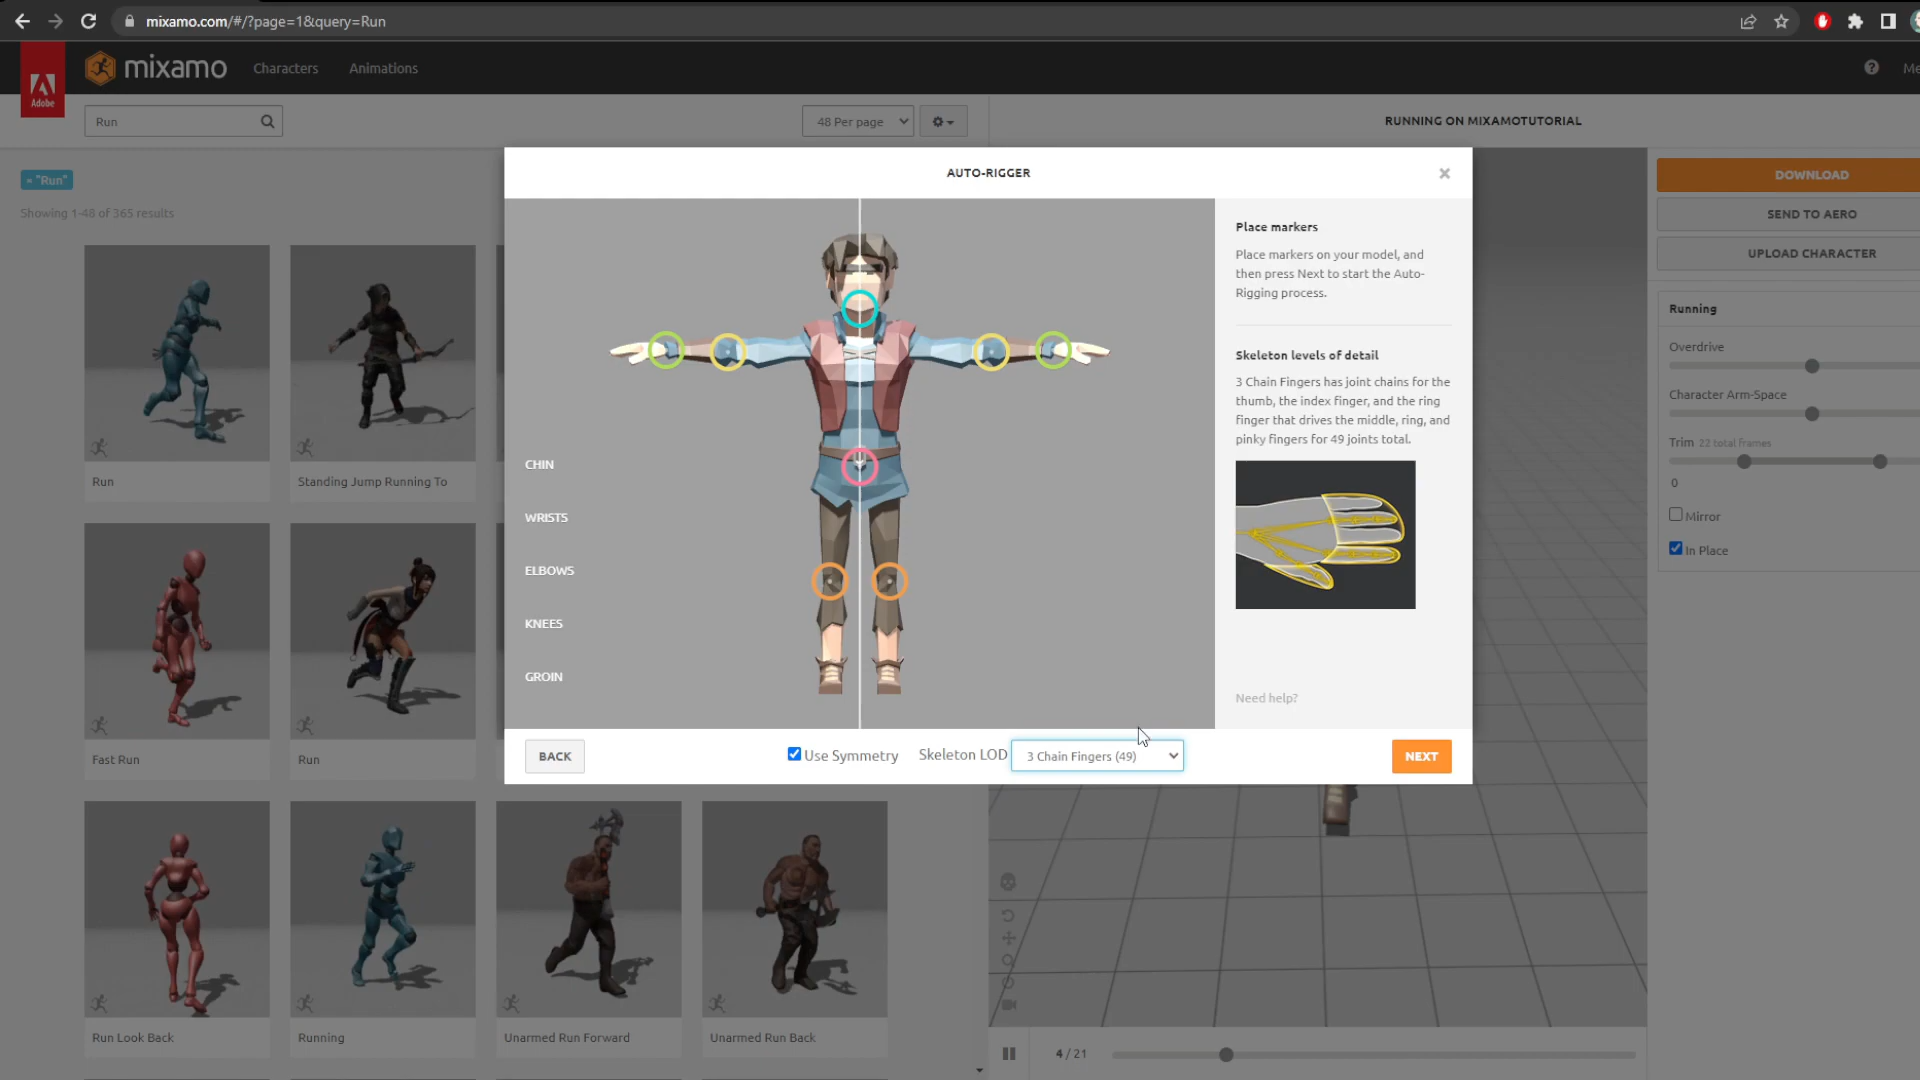 mixamo.com/#/?page=1&query=Run
Adobe
mixamo
Characters
Animations
Me
Run
48 Per page
RUNNING ON MIXAMOTUTORIAL
× "Run"
Showing 1-48 of 365 results
Run
Standing Jump Running To
Fast Run
Run
Run Look Back
Running
Unarmed Run Forward
Unarmed Run Back
AUTO-RIGGER
×
CHIN
WRISTS
ELBOWS
KNEES
GROIN
Place markers
Place markers on your model, and
then press Next to start the Auto-
Rigging process.
Skeleton levels of detail
3 Chain Fingers has joint chains for the
thumb, the index finger, and the ring
finger that drives the middle, ring, and
pinky fingers for 49 joints total.
Need help?
BACK
Use Symmetry
Skeleton LOD
3 Chain Fingers (49)
NEXT
DOWNLOAD
SEND TO AERO
UPLOAD CHARACTER
Running
Overdrive
Character Arm-Space
Trim 22 total frames
0
Mirror
In Place
4 / 21